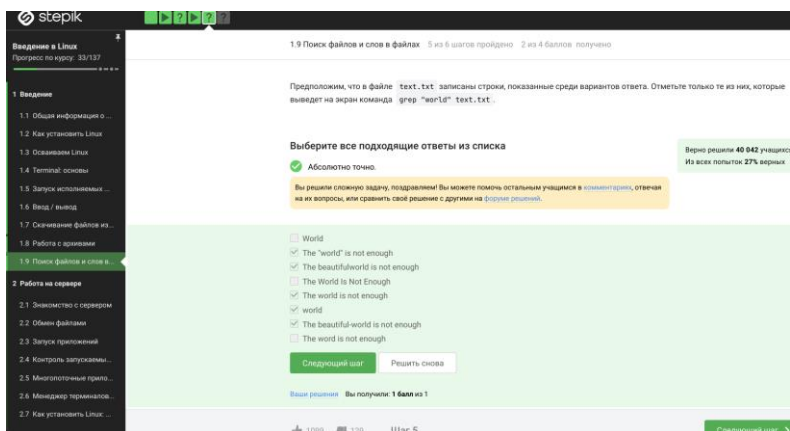 stepik
Введение в Linux
Прогресс по курсу: 33/137
1 Введение
1.1 Общая информация о ...
1.2 Как установить Linux
1.3 Осваиваем Linux
1.4 Terminal: основы
1.5 Запуск исполняемых ...
1.6 Ввод / вывод
1.7 Скачивание файлов из...
1.8 Работа с архивами
1.9 Поиск файлов и слов в...
2 Работа на сервере
2.1 Знакомство с сервером
2.2 Обмен файлами
2.3 Запуск приложений
2.4 Контроль запускаемы...
2.5 Многопоточные прило...
2.6 Менеджер терминалов...
2.7 Как установить Linux: ...
1.9 Поиск файлов и слов в файлах 5 из 6 шагов пройдено 2 из 4 баллов получено
Предположим, что в файле text.txt записаны строки, показанные среди вариантов ответа. Отметьте только те из них, которые
выведет на экран команда grep "world" text.txt .
Выберите все подходящие ответы из списка
Верно решили 40 042 учащихся
Из всех попыток 27% верных
Абсолютно точно.
Вы решили сложную задачу, поздравляем! Вы можете помочь остальным учащимся в комментариях, отвечая
на их вопросы, или сравнить своё решение с другими на форуме решений.
World
The "world" is not enough
The beautifulworld is not enough
The World Is Not Enough
The world is not enough
world
The beautiful-world is not enough
The word is not enough
Следующий шаг Решить снова
Ваши решения Вы получили: 1 балл из 1
Шаг 5
Следующий шаг